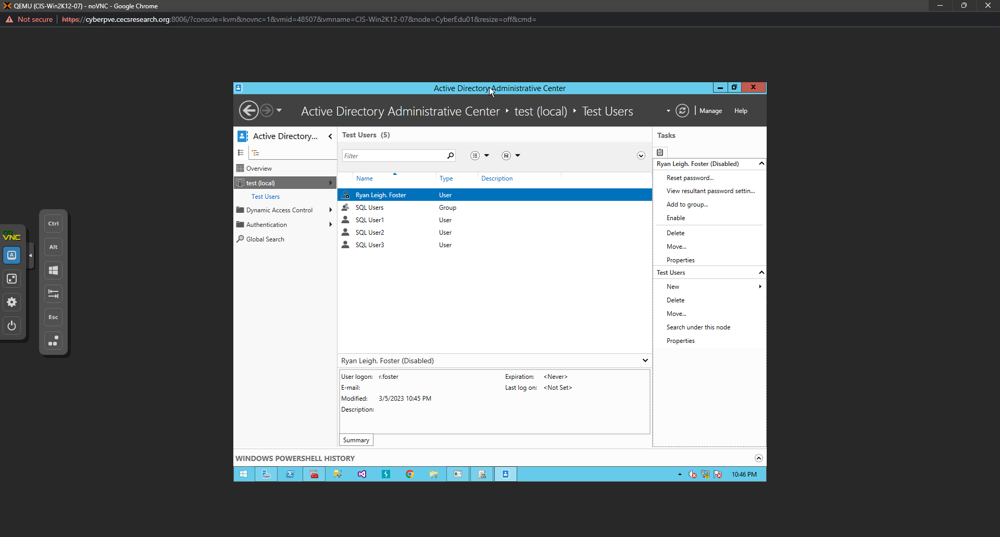 QEMU (CIS-Win2K12-07) - noVNC - Google Chrome
Not secure https://cyberpve.cecsresearch.org:8006/?console=kvm&novnc=1&vmid=48507&vmname=CIS-Win2K12-07&node=CyberEdu01&resize=off&cmd=
Active Directory Administrative Center
Active Directory Administrative Center test (local) Test Users
Manage Help
Active Directory...
Overview
test (local)
Test Users
Dynamic Access Control
Authentication
Global Search
Test Users (5)
Filter
Name Type Description
Ryan Leigh. Foster User
SQL Users Group
SQL User1 User
SQL User2 User
SQL User3 User
Ryan Leigh. Foster (Disabled)
User logon: r.foster
E-mail:
Modified: 3/5/2023 10:45 PM
Description:
Expiration: <Never>
Last log on: <Not Set>
Summary
Tasks
Ryan Leigh. Foster (Disabled)
Reset password...
View resultant password settin...
Add to group...
Enable
Delete
Move...
Properties
Test Users
New
Delete
Move...
Search under this node
Properties
WINDOWS POWERSHELL HISTORY
10:46 PM
no
VNC
A
Ctrl
Alt
Esc